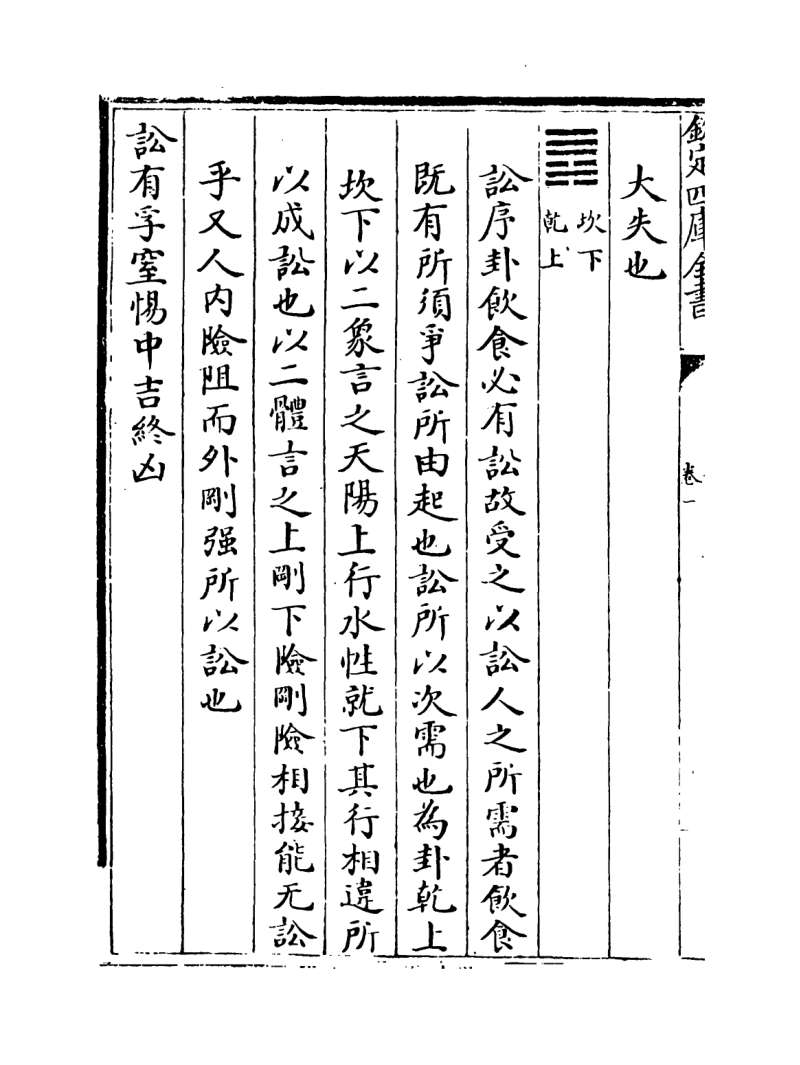 欽定四庫全書
卷一
大失也
䷅
坎下
乾上
訟序卦飲食必有訟故受之以訟人之所需者飲食
既有所須爭訟所由起也訟所以次需也為卦乾上
坎下以二象言之天陽上行水性就下其行相違所
以成訟也以二體言之上剛下險剛險相接能无訟
乎又人内險阻而外剛强所以訟也
訟有孚窒惕中吉終凶